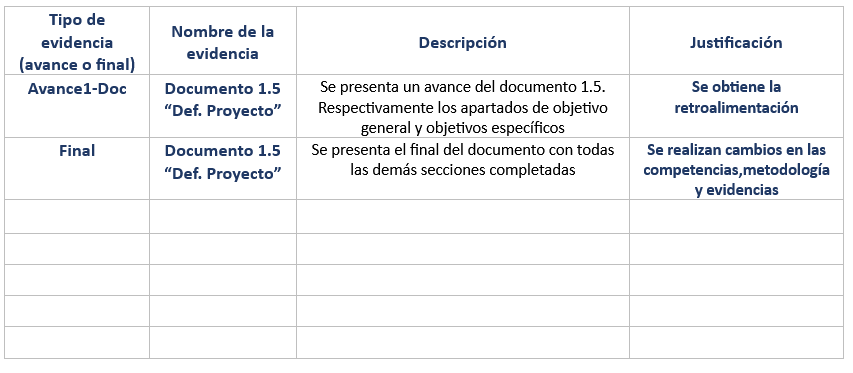 Tipo de
evidencia
(avance o final)
Nombre de la
evidencia
Descripción
Justificación
Avance1-Doc
Documento 1.5
“Def. Proyecto”
Se presenta un avance del documento 1.5.
Respectivamente los apartados de objetivo
general y objetivos específicos
Se obtiene la
retroalimentación
Final
Documento 1.5
“Def. Proyecto”
Se presenta el final del documento con todas
las demás secciones completadas
Se realizan cambios en las
competencias,metodología
y evidencias